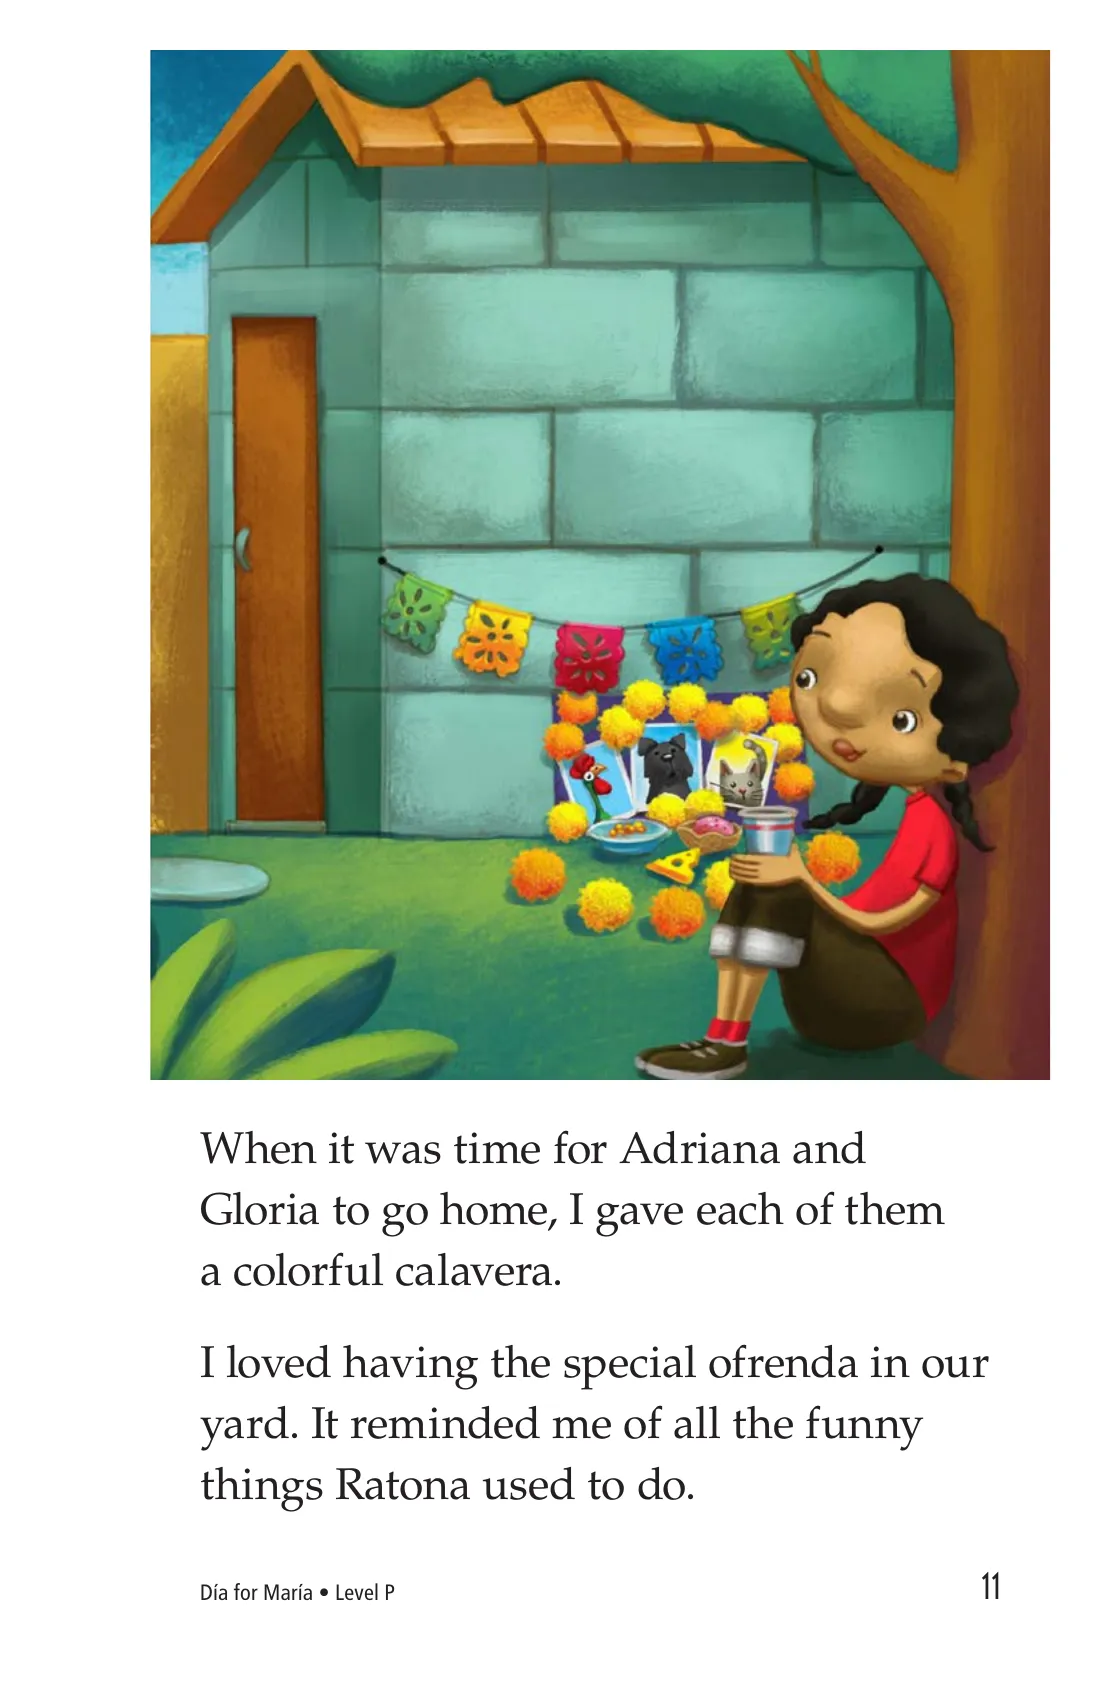 When it was time for Adriana and
Gloria to go home, I gave each of them
a colorful calavera.
I loved having the special ofrenda in our
yard. It reminded me of all the funny
things Ratona used to do.
Día for María • Level P
11